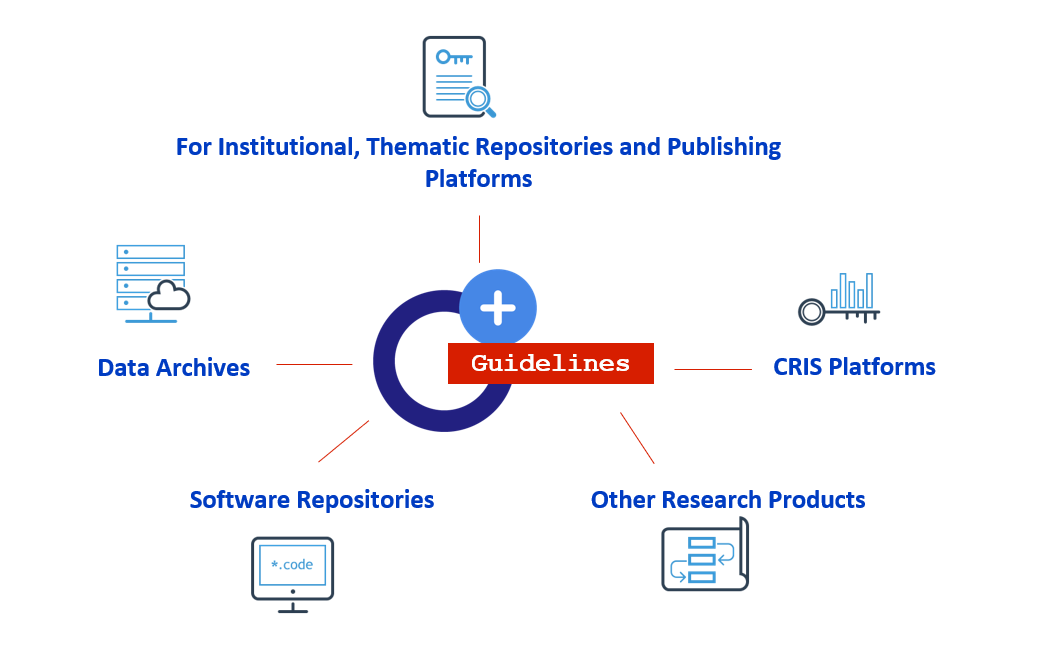 For Institutional, Thematic Repositories and Publishing
Platforms
Guidelines
Data Archives
CRIS Platforms
Software Repositories
Other Research Products
*.code